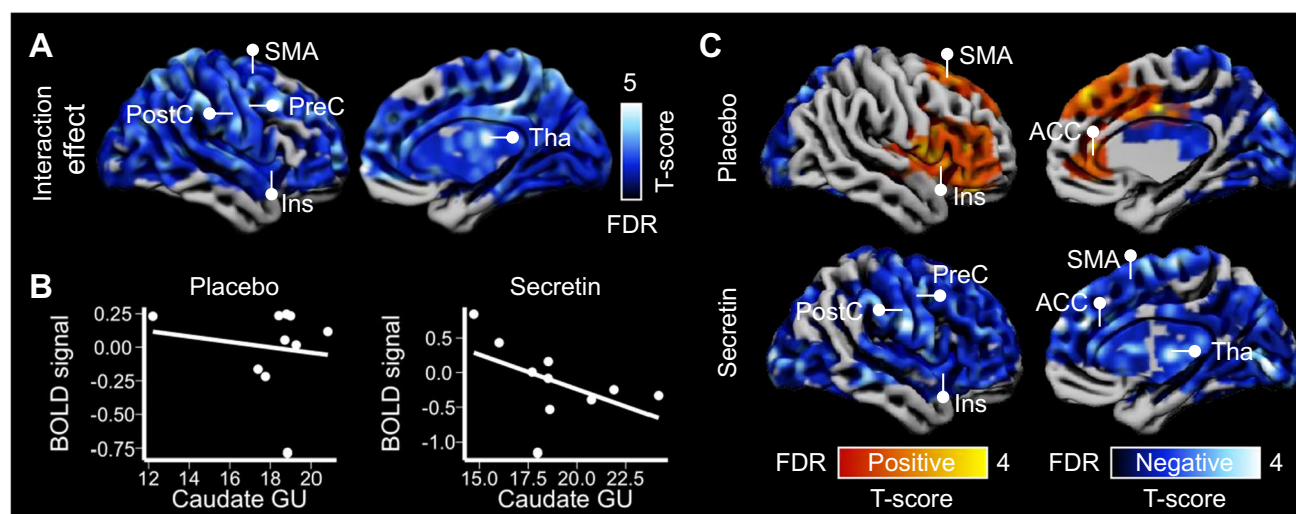 A
SMA
PostC
PreC
Ins
Tha
Interaction
effect
5
T-score
FDR
B
Placebo
BOLD signal
0.25
0.00
-0.25
-0.50
-0.75
12 14 16 18 20
Caudate GU
Secretin
BOLD signal
0.5
0.0
-0.5
-1.0
15.0 17.5 20.0 22.5
Caudate GU
C
Placebo
SMA
ACC
Ins
Secretin
PreC
PostC
Ins
SMA
ACC
Tha
FDR Positive 4
T-score
FDR Negative 4
T-score